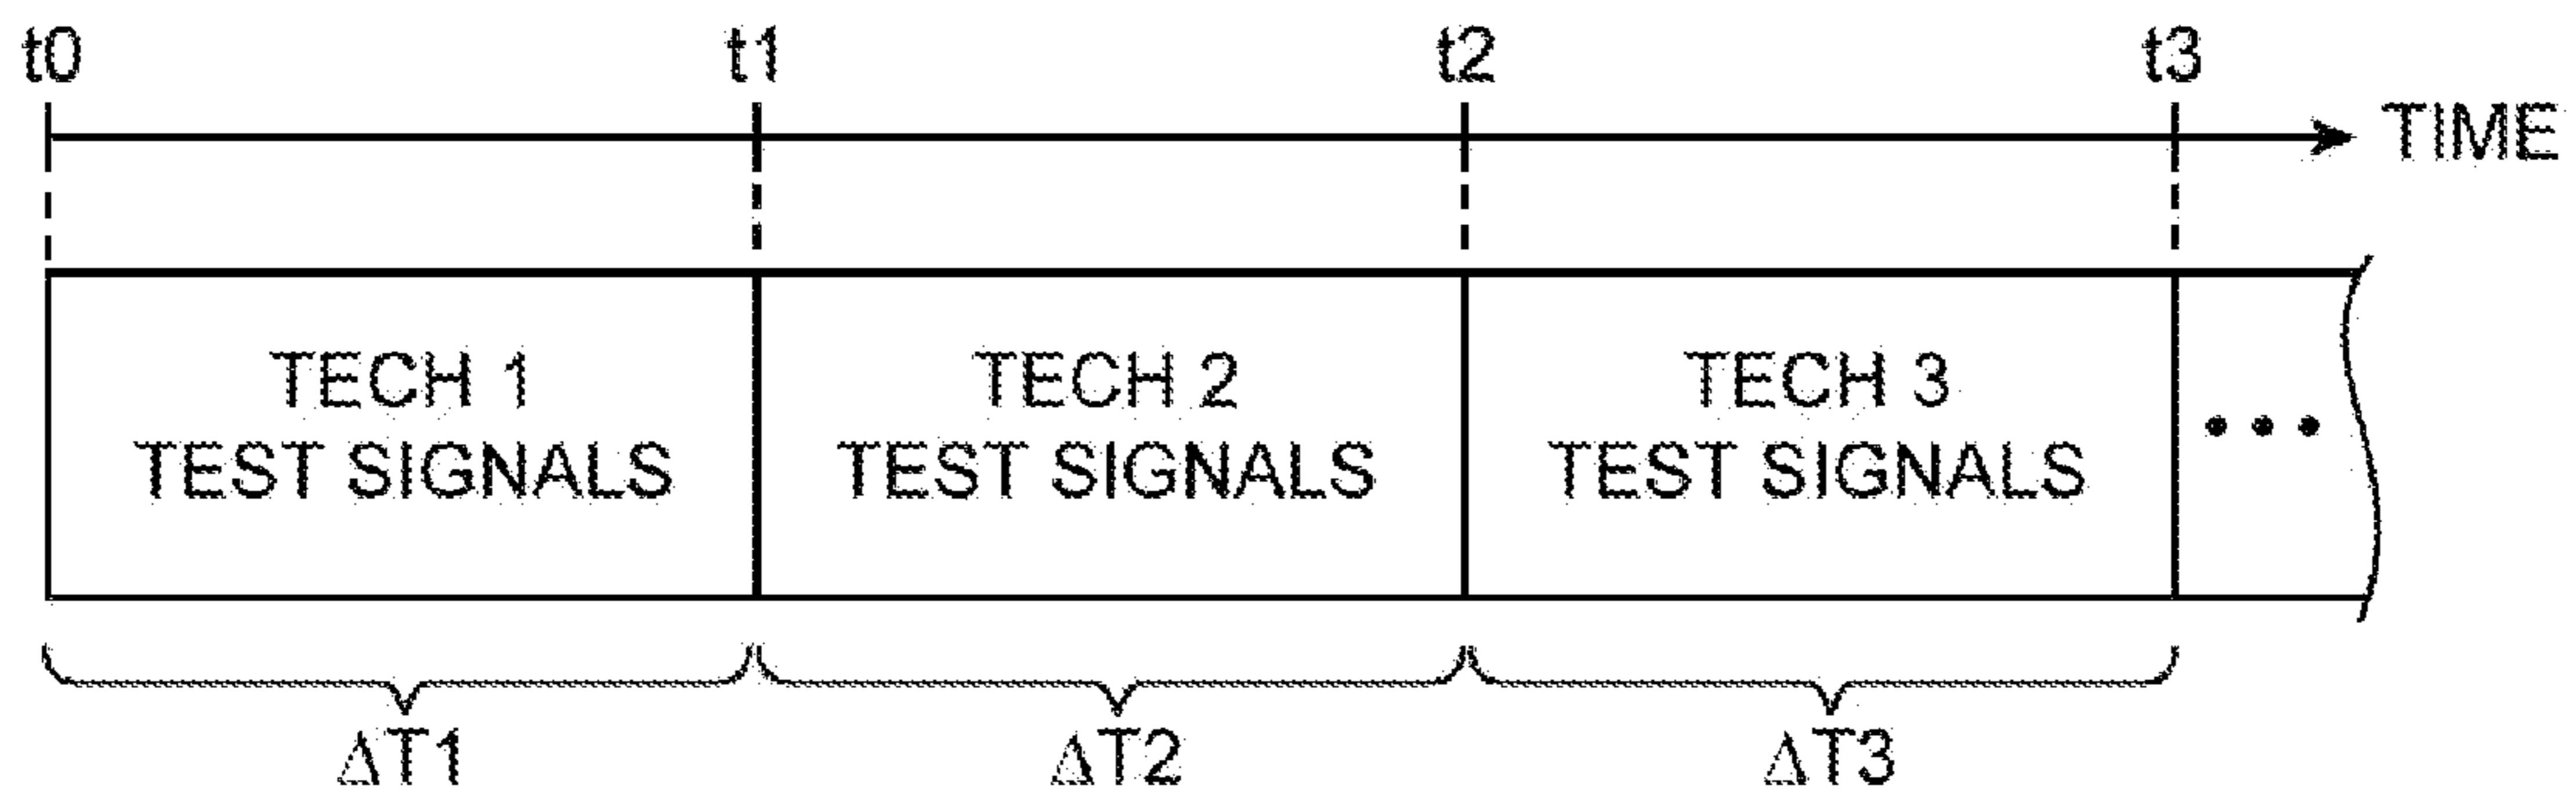 t0 t1 t2 t3
TIME
TECH 1
TEST SIGNALS
TECH 2
TEST SIGNALS
TECH 3
TEST SIGNALS
•••
ΔT1 ΔT2 ΔT3